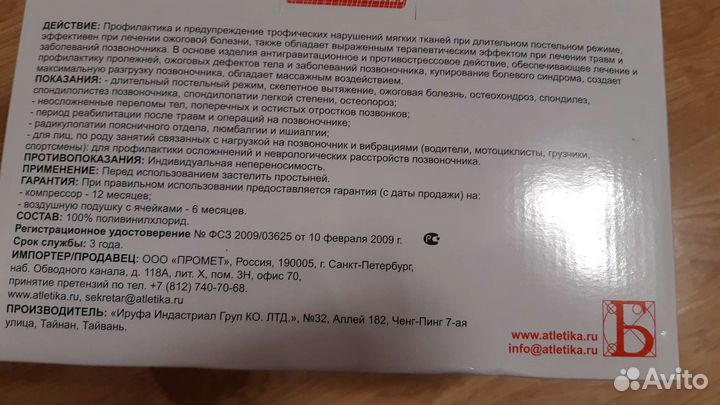 ДЕЙСТВИЕ: Профилактика и предупреждение трофических нарушений мягких тканей при длительном постельном режиме,
эффективен при лечении ожоговой болезни, также обладает выраженным терапевтическим эффектом при лечении травм и
заболеваний позвоночника. В основе изделия антигравитационное и противострессовое действие, обеспечивающее лечение и
профилактику пролежней, ожоговых дефектов тела и заболеваний позвоночника, купирование болевого синдрома, создает
максимальную разгрузку позвоночника, обладает массажным воздействием.
ПОКАЗАНИЯ: - длительный постельный режим, скелетное вытяжение, ожоговая болезнь, остеохондроз, спондилез,
спондилолистез позвоночника, спондилопатии легкой степени, остеопороз;
- неосложненные переломы тел, поперечных и остистых отростков позвонков;
- период реабилитации после травм и операций на позвоночнике;
- радикулопатии поясничного отдела, люмбалгии и ишиалгии;
- для лиц, по роду занятий связанных с нагрузкой на позвоночник и вибрациями (водители, мотоциклисты, грузчики,
спортсмены): для профилактики осложнений и неврологических расстройств позвоночника.
ПРОТИВОПОКАЗАНИЯ: Индивидуальная непереносимость.
ПРИМЕНЕНИЕ: Перед использованием застелить простыней.
ГАРАНТИЯ: При правильном использовании предоставляется гарантия (с даты продажи) на:
- компрессор - 12 месяцев;
- воздушную подушку с ячейками - 6 месяцев.
СОСТАВ: 100% поливинилхлорид.
Регистрационное удостоверение № ФСЗ 2009/03625 от 10 февраля 2009 г.
Срок службы: 3 года.
ИМПОРТЕР/ПРОДАВЕЦ: ООО «ПРОМЕТ», Россия, 190005, г. Санкт-Петербург,
наб. Обводного канала, д. 118А, лит. Х, пом. 3Н, офис 70,
принятие претензий по тел. +7 (812) 740-70-68.
www.atletika.ru, sekretar@atletika.ru
ПРОИЗВОДИТЕЛЬ: «Ируфа Индастриал Груп КО. ЛТД.», №32, Аллей 182, Ченг-Пинг 7-ая
улица, Тайнан, Тайвань.
www.atletika.ru
info@atletika.ru
Б
Avito